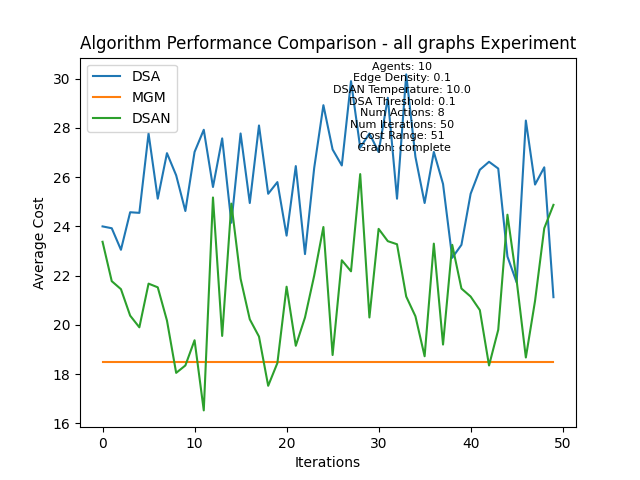 Algorithm Performance Comparison - all graphs Experiment
DSA
MGM
DSAN
Agents: 10
Edge Density: 0.1
DSAN Temperature: 10.0
DSA Threshold: 0.1
Num Actions: 8
Num Iterations: 50
Cost Range: 51
Graph: complete
Average Cost
30
28
26
24
22
20
18
16
0
10
20
30
40
50
Iterations